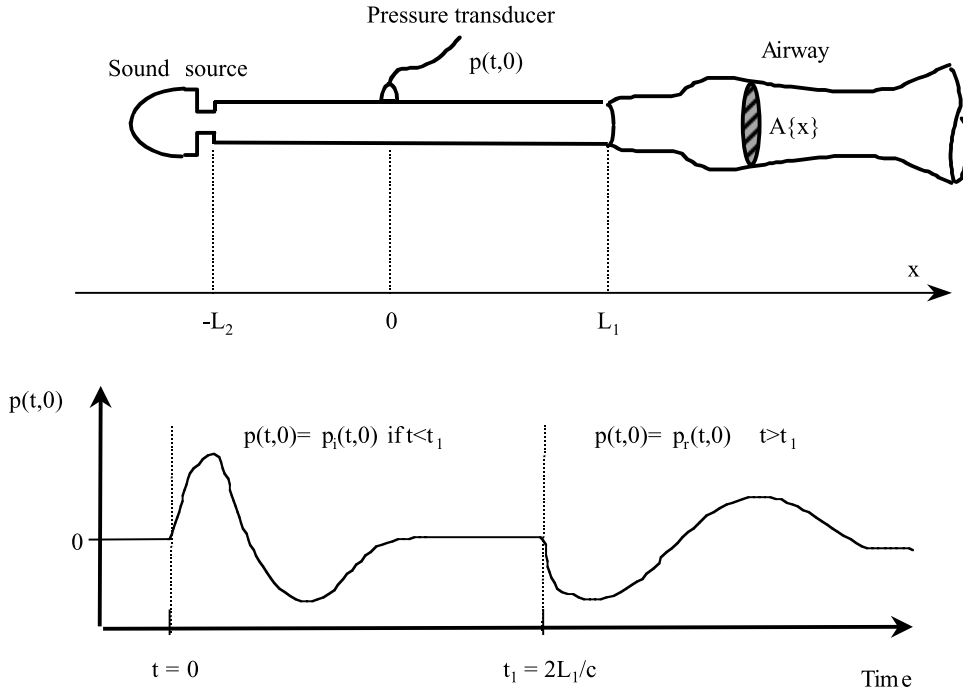 Pressure transducer
Airway
p(t,0)
Sound source
A{x}
x
-L₂ 0 L₁
p(t,0)
p(t,0)= pᵢ(t,0) if t<t₁ p(t,0)= pᵣ(t,0) t>t₁
0
t = 0 t₁ = 2L₁/c
Time